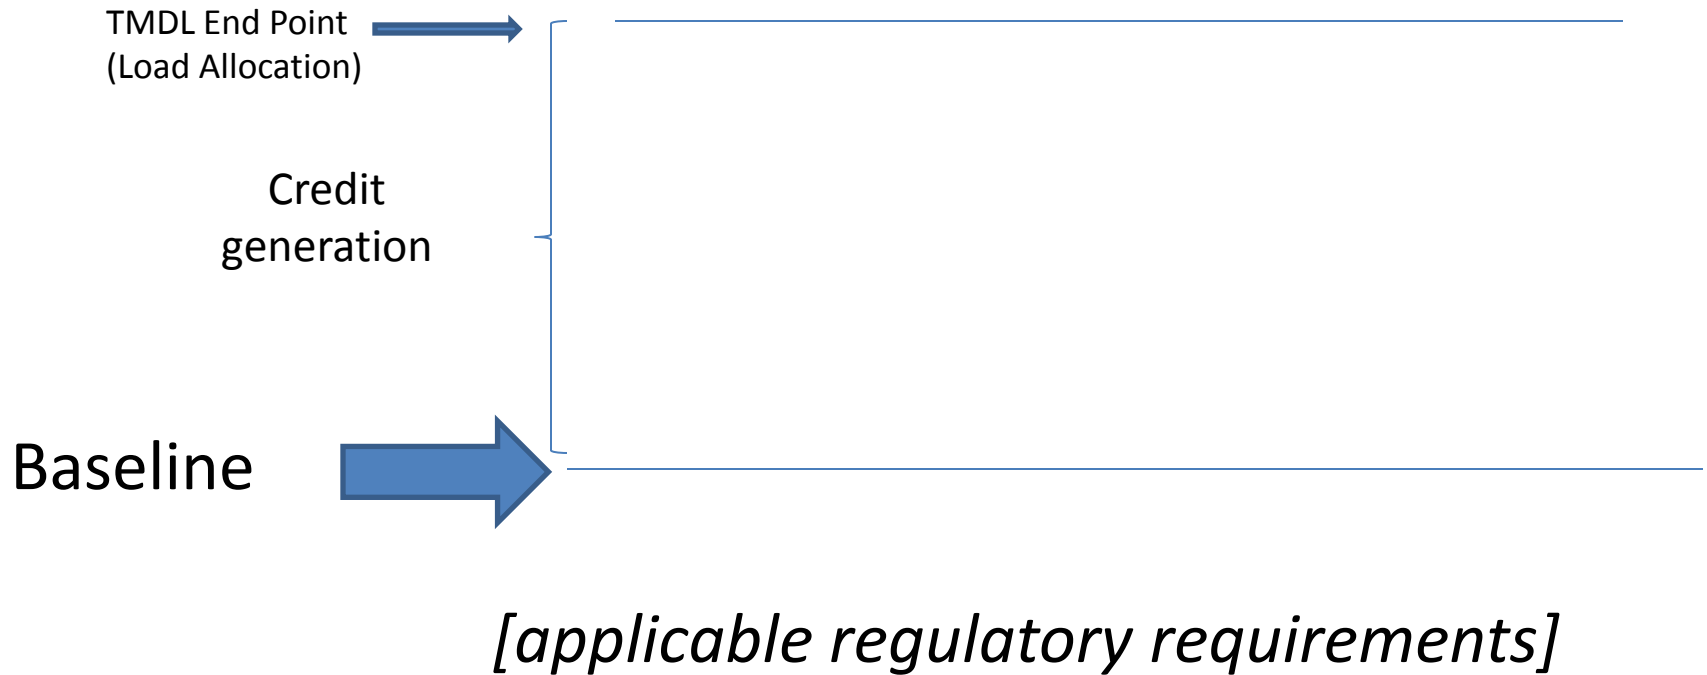 TMDL End Point
(Load Allocation)
Credit
generation
Baseline
[applicable regulatory requirements]